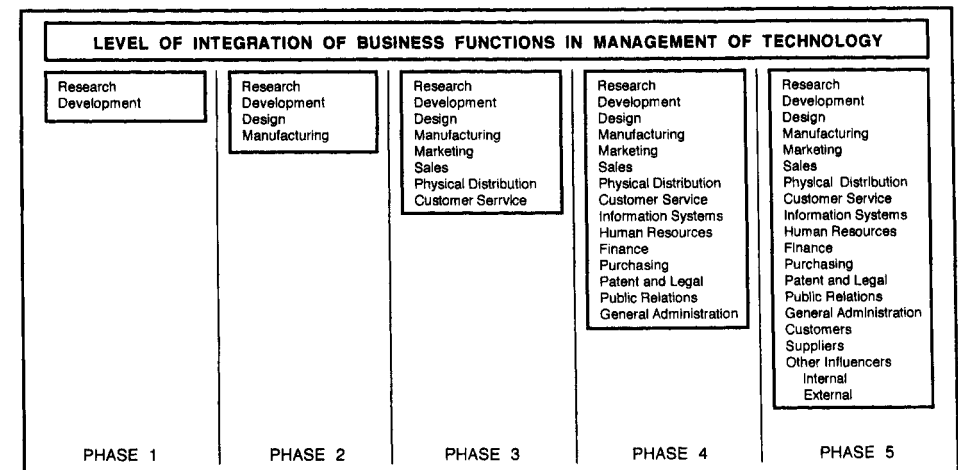 LEVEL OF INTEGRATION OF BUSINESS FUNCTIONS IN MANAGEMENT OF TECHNOLOGY
Research
Development
Research
Development
Design
Manufacturing
Research
Development
Design
Manufacturing
Marketing
Sales
Physical Distribution
Customer Serrvice
Research
Development
Design
Manufacturing
Marketing
Sales
Physical Distribution
Customer Service
Information Systems
Human Resources
Finance
Purchasing
Patent and Legal
Public Relations
General Administration
Research
Development
Design
Manufacturing
Marketing
Sales
Physical Distribution
Customer Service
Information Systems
Human Resources
Finance
Purchasing
Patent and Legal
Public Relations
General Administration
Customers
Suppliers
Other Influencers
Internal
External
PHASE 1
PHASE 2
PHASE 3
PHASE 4
PHASE 5